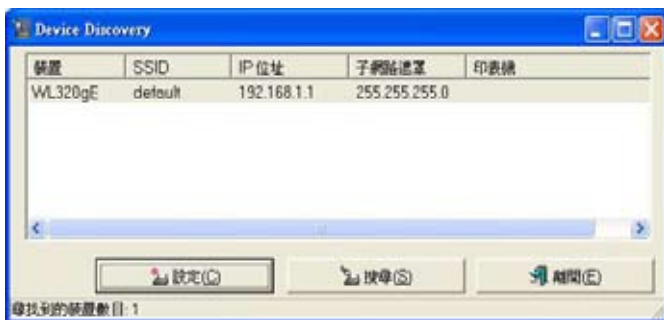 Device Discovery
裝置 SSID IP 位址 子網路遮罩 印表機
WL320gE default 192.168.1.1 255.255.255.0
設定(C) 搜尋(S) 離開(E)
尋找到的裝置數目: 1